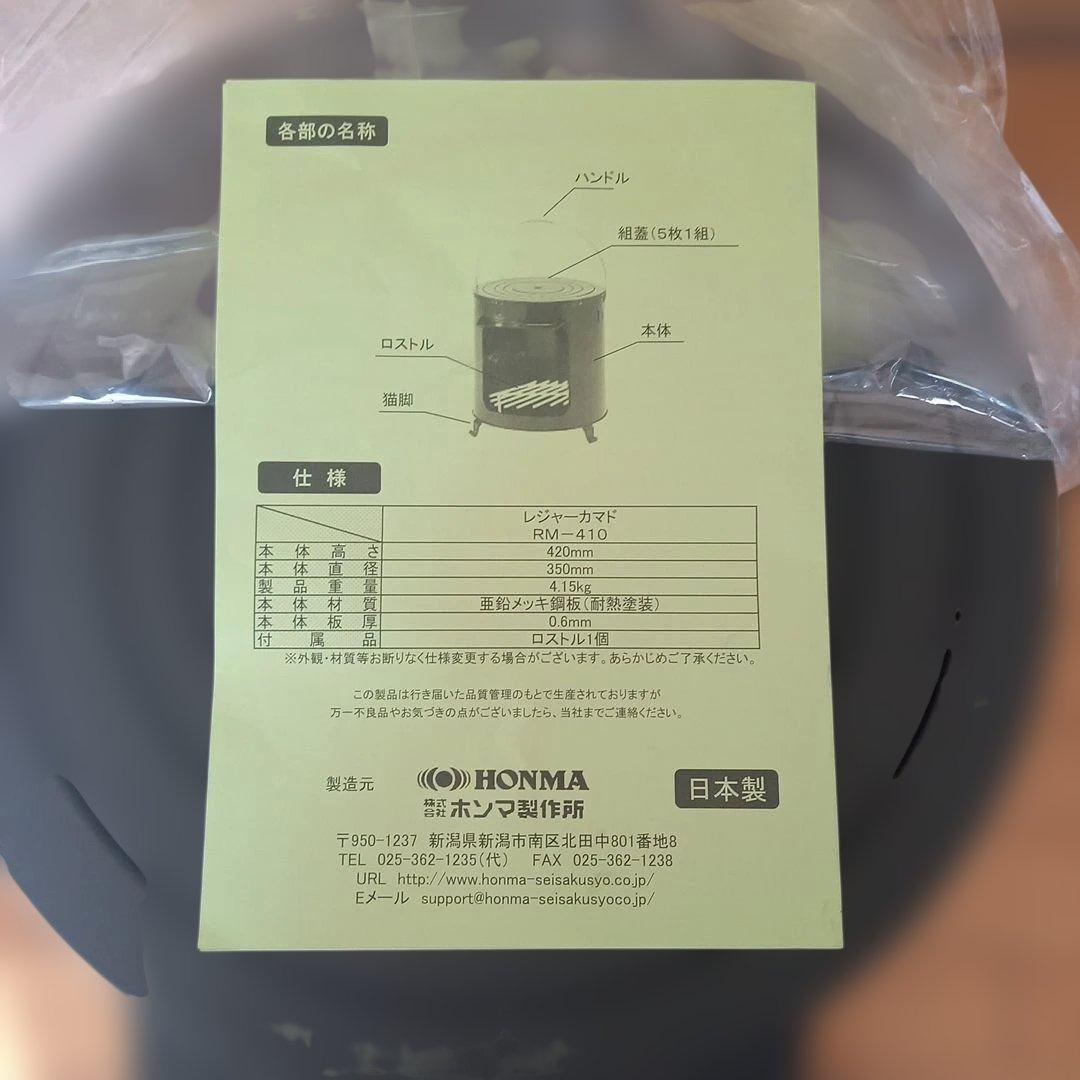 各部の名称
ハンドル
組蓋(5枚1組)
本体
ロストル
猫脚
仕様
レジャーカマド
RM-410
本体高さ 420mm
本体直径 350mm
製品重量 4.15kg
本体材質 亜鉛メッキ鋼板(耐熱塗装)
本体板厚 0.6mm
付属品 ロストル1個
※外観・材質等お断りなく仕様変更する場合がございます。あらかじめご了承ください。
この製品は行き届いた品質管理のもとで生産されておりますが
万一不良品やお気づきの点がございましたら、当社までご連絡ください。
製造元 HONMA 日本製
株式会社 ホンマ製作所
〒950-1237 新潟県新潟市南区北田中801番地8
TEL 025-362-1235(代) FAX 025-362-1238
URL http://www.honma-seisakusyo.co.jp/
Eメール support@honma-seisakusyoco.jp/